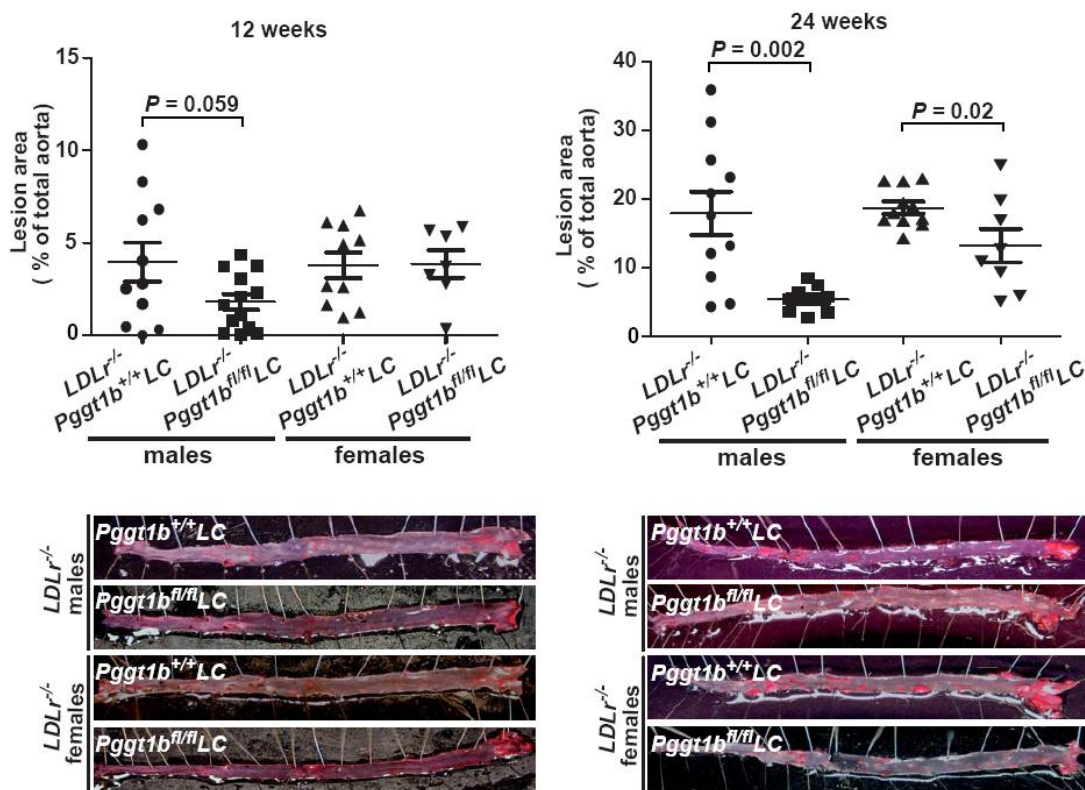 12 weeks
Lesion area
( % of total aorta)
15
10
5
0
P = 0.059
LDLr-/-
Pggt1b+/+LC
LDLr-/-
Pggt1bfl/flLC
LDLr-/-
Pggt1b+/+LC
LDLr-/-
Pggt1bfl/flLC
males
females
24 weeks
Lesion area
( % of total aorta)
40
30
20
10
0
P = 0.002
P = 0.02
LDLr-/-
Pggt1b+/+LC
LDLr-/-
Pggt1bfl/flLC
LDLr-/-
Pggt1b+/+LC
LDLr-/-
Pggt1bfl/flLC
males
females
LDLr-/-
males
Pggt1b+/+LC
Pggt1bfl/flLC
LDLr-/-
females
Pggt1b+/+LC
Pggt1bfl/flLC
LDLr-/-
males
Pggt1b+/+LC
Pggt1bfl/flLC
LDLr-/-
females
Pggt1b+/+LC
Pggt1bfl/flLC